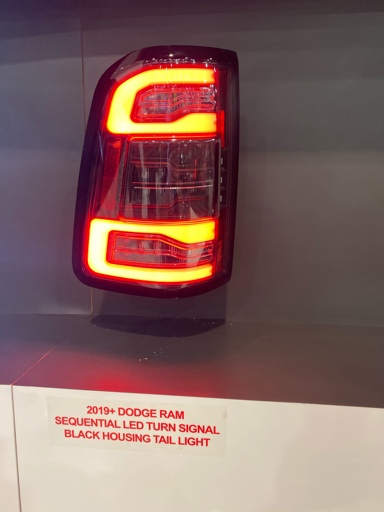 2019+ DODGE RAM
SEQUENTIAL LED TURN SIGNAL
BLACK HOUSING TAIL LIGHT